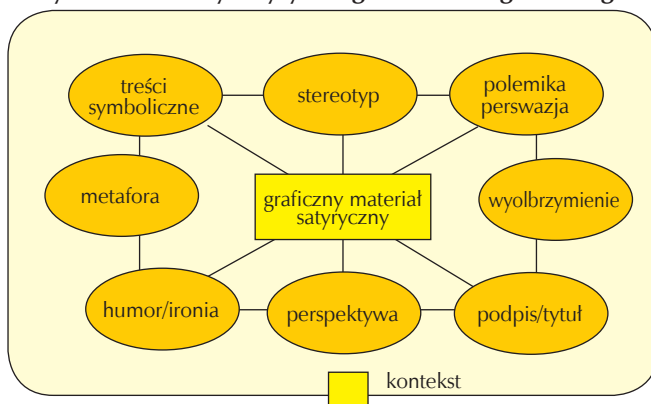 treści
symboliczne
stereotyp
polemika
perswazja
metafora
graficzny materiał
satyryczny
wyolbrzymienie
humor/ironia
perspektywa
podpis/tytuł
kontekst